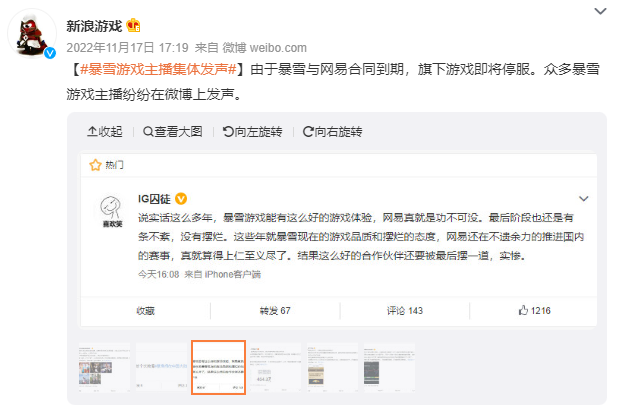 新浪游戏
2022年11月17日 17:19 来自 微博 weibo.com
【#暴雪游戏主播集体发声#】由于暴雪与网易合同到期，旗下游戏即将停服。众多暴雪
游戏主播纷纷在微博上发声。
收起 查看大图 向左旋转 向右旋转
热门
IG囚徒
喜欢笑
说实话这么多年，暴雪游戏能有这么好的游戏体验，网易真就是功不可没。最后阶段也还是有
条不紊，没有摆烂。这些年就暴雪现在的游戏品质和摆烂的态度，网易还在不遗余力的推进国内
的赛事，真就算得上仁至义尽了。结果这么好的合作伙伴还要被最后摆一道，实惨。
今天16:08 来自 iPhone客户端
收藏 转发 67 评论 143 1216